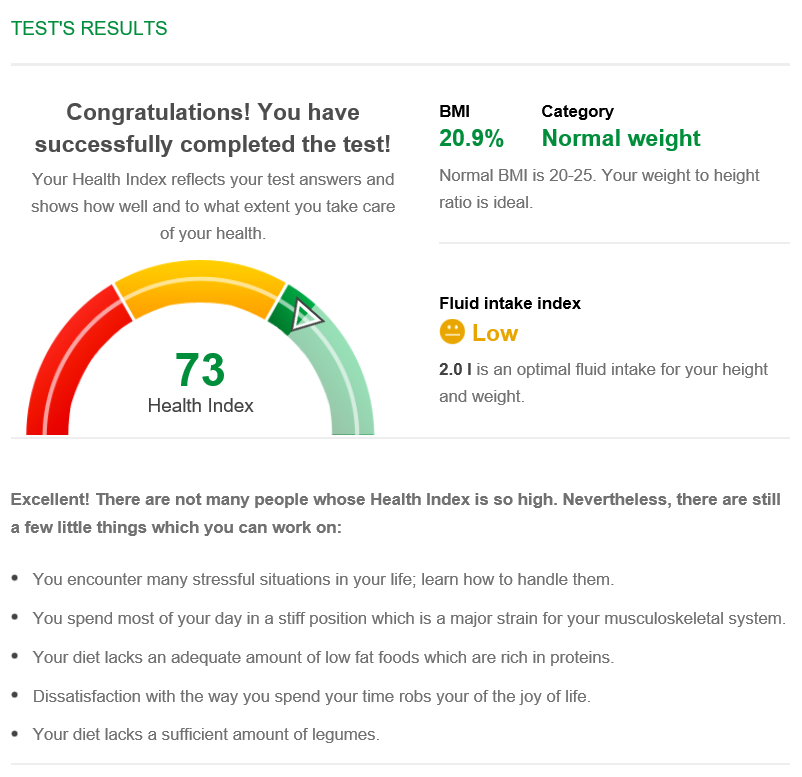 TEST'S RESULTS
Congratulations! You have
successfully completed the test!
Your Health Index reflects your test answers and
shows how well and to what extent you take care
of your health.
73
Health Index
BMI
20.9%
Category
Normal weight
Normal BMI is 20-25. Your weight to height
ratio is ideal.
Fluid intake index
Low
2.0 l is an optimal fluid intake for your height
and weight.
Excellent! There are not many people whose Health Index is so high. Nevertheless, there are still
a few little things which you can work on:
• You encounter many stressful situations in your life; learn how to handle them.
• You spend most of your day in a stiff position which is a major strain for your musculoskeletal system.
• Your diet lacks an adequate amount of low fat foods which are rich in proteins.
• Dissatisfaction with the way you spend your time robs your of the joy of life.
• Your diet lacks a sufficient amount of legumes.